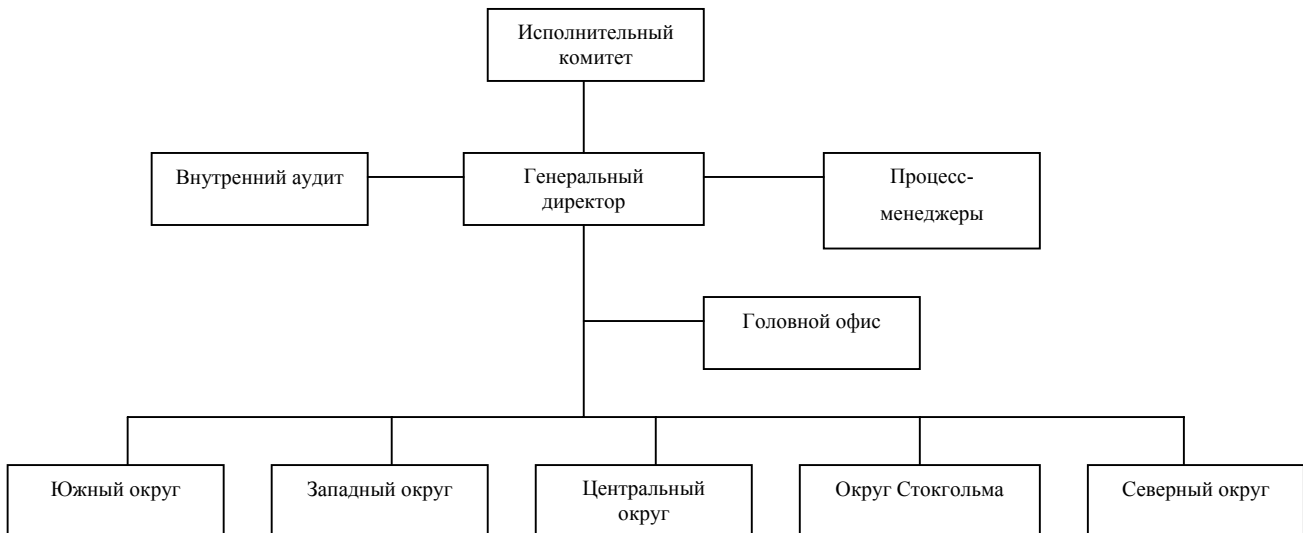 Исполнительный
комитет
Внутренний аудит
Генеральный
директор
Процесс-
менеджеры
Головной офис
Южный округ
Западный округ
Центральный
округ
Округ Стокгольма
Северный округ